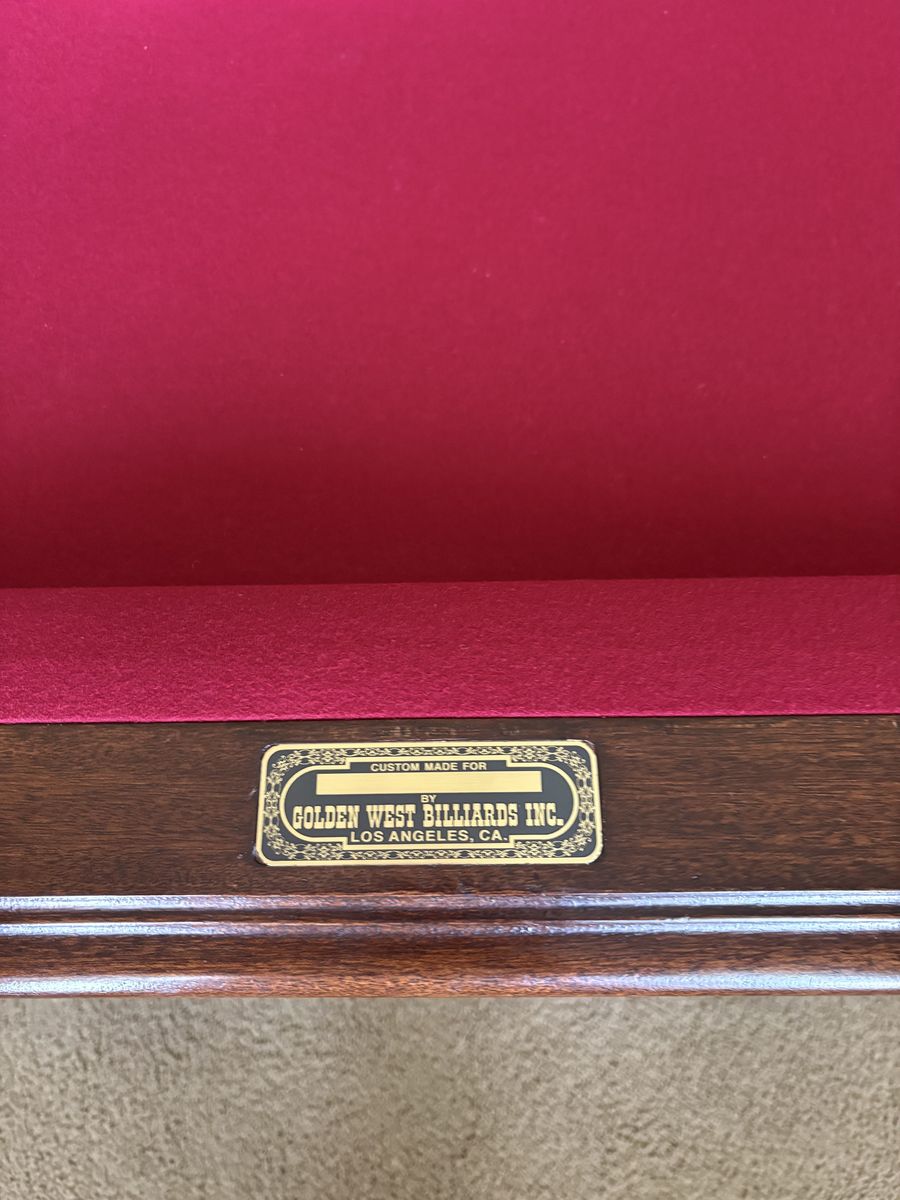 CUSTOM MADE FOR
BY
GOLDEN WEST BILLIARDS INC.
LOS ANGELES, CA.